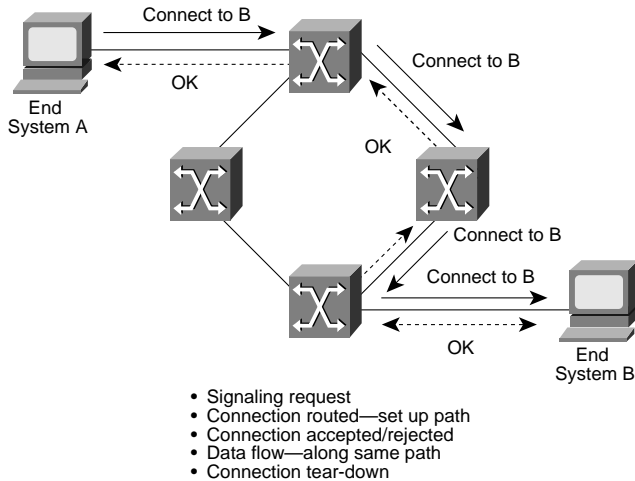 Connect to B
OK
End
System A
Connect to B
OK
Connect to B
Connect to B
OK
End
System B
• Signaling request
• Connection routed—set up path
• Connection accepted/rejected
• Data flow—along same path
• Connection tear-down